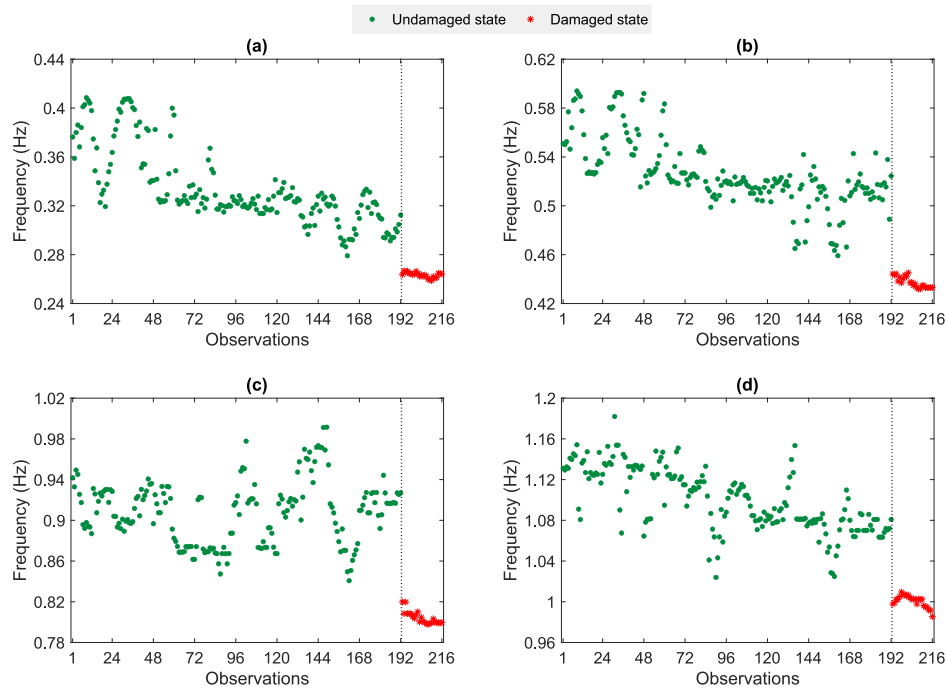 Undamaged state Damaged state
(a) (b)
0.44 0.62
0.4 0.58
0.36 0.54
0.32 0.5
0.28 0.46
0.24 0.42
Frequency (Hz) Frequency (Hz)
1 24 48 72 96 120 144 168 192 216 1 24 48 72 96 120 144 168 192 216
Observations Observations
(c) (d)
1.02 1.2
0.98 1.16
0.94 1.12
0.9 1.08
0.86 1.04
0.82 1
0.78 0.96
Frequency (Hz) Frequency (Hz)
1 24 48 72 96 120 144 168 192 216 1 24 48 72 96 120 144 168 192 216
Observations Observations